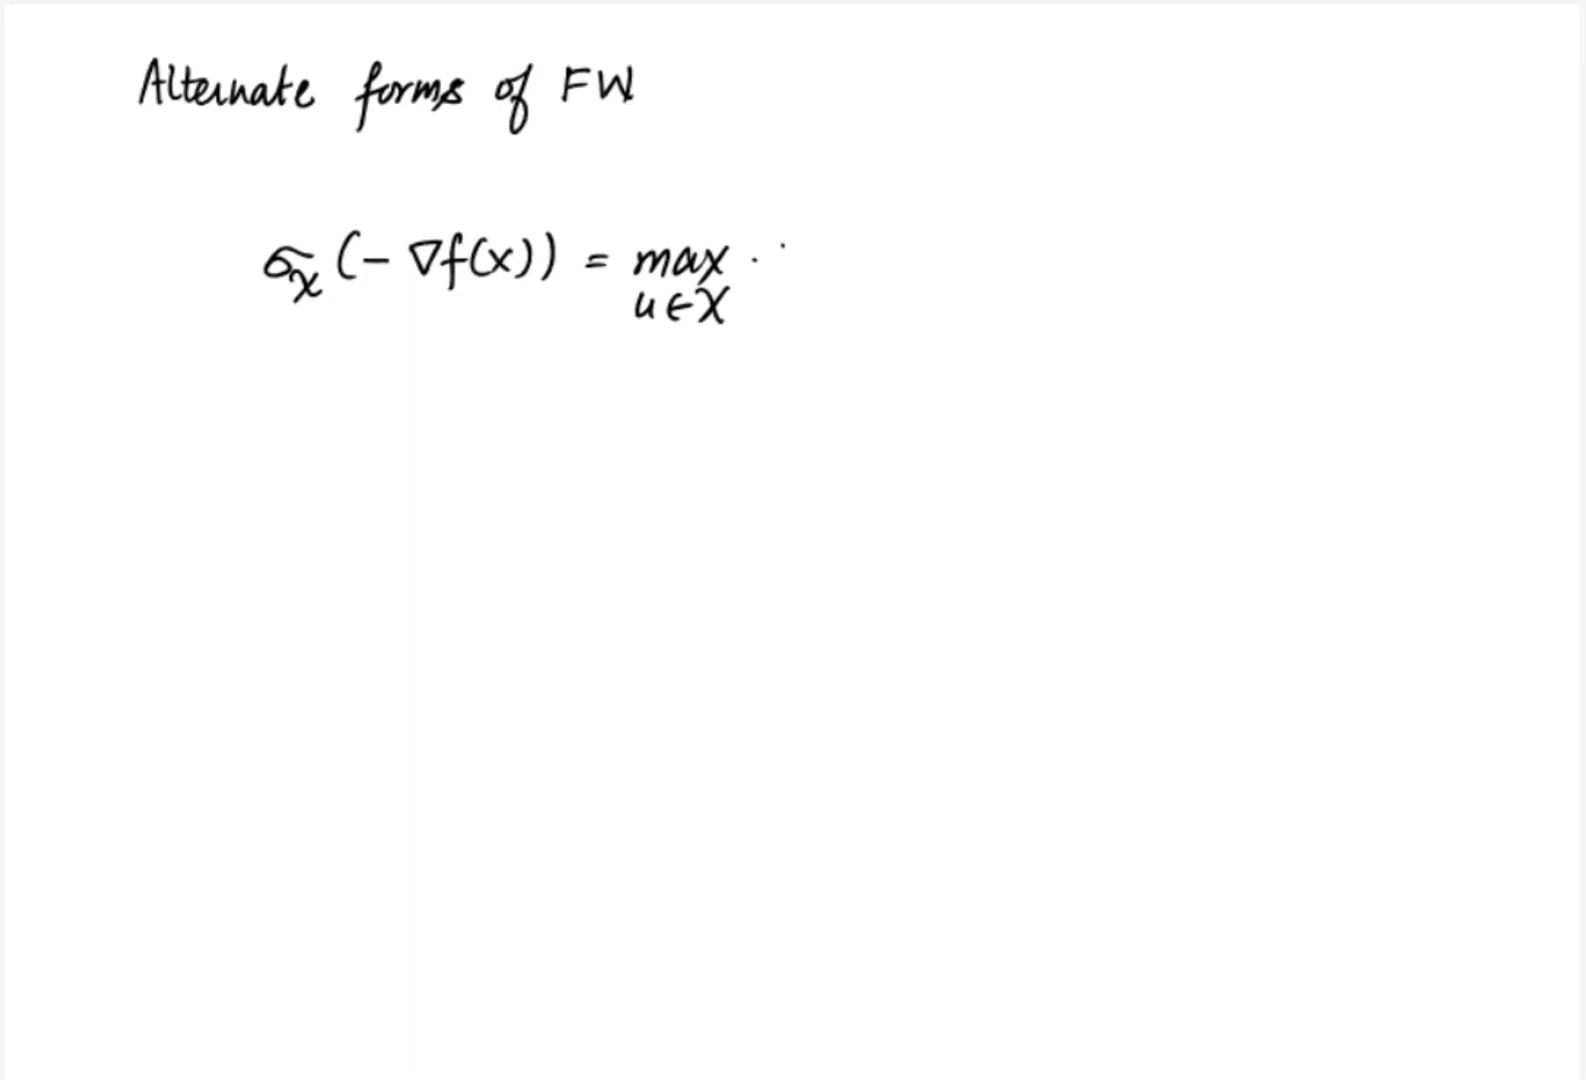 Alternate forms of FW
σ_X (- ∇f(x)) = max_{u∈X} . .